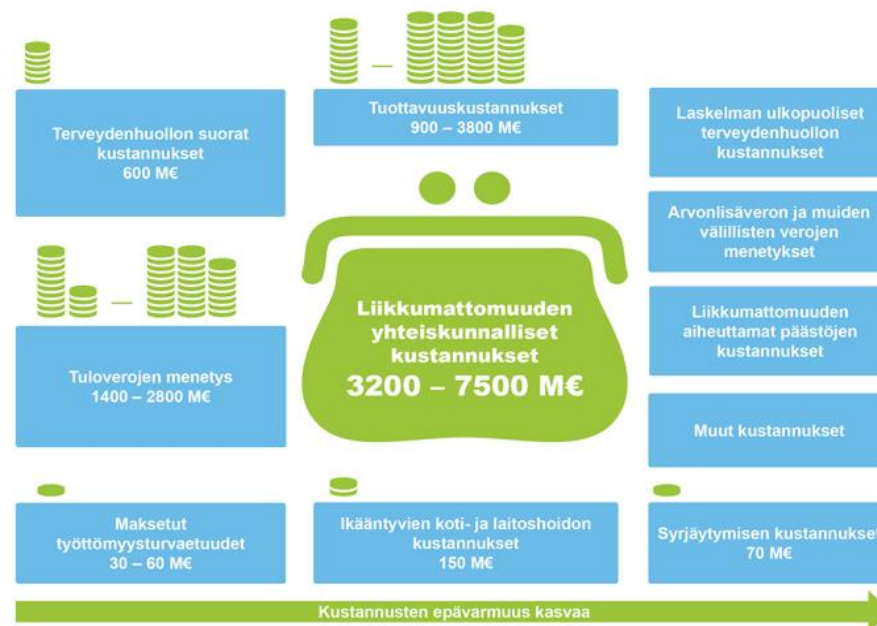 Terveydenhuollon suorat
kustannukset
600 M€
Tuottavuuskustannukset
900 – 3800 M€
Laskelman ulkopuoliset
terveydenhuollon
kustannukset
Arvonlisäveron ja muiden
välillisten verojen
menetykset
Liikkumattomuuden
yhteiskunnalliset
kustannukset
3200 – 7500 M€
Liikkumattomuuden
aiheuttamat päästöjen
kustannukset
Tuloverojen menetys
1400 – 2800 M€
Muut kustannukset
Maksetut
työttömyysturvaetuudet
30 – 60 M€
Ikääntyvien koti- ja laitoshoidon
kustannukset
150 M€
Syrjäytymisen kustannukset
70 M€
Kustannusten epävarmuus kasvaa